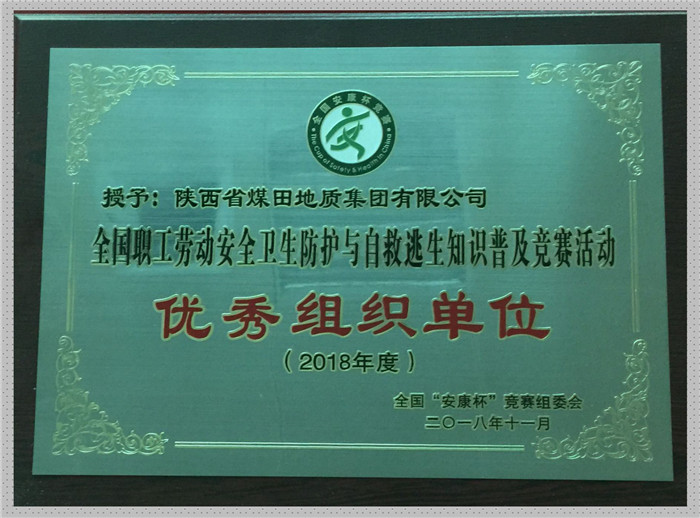 全国安康杯竞赛
The Cup of Safety & Health in China
授予：陕西省煤田地质集团有限公司
全国职工劳动安全卫生防护与自救逃生知识普及竞赛活动
优秀组织单位
（2018年度）
全国“安康杯”竞赛组委会
二〇一八年十一月